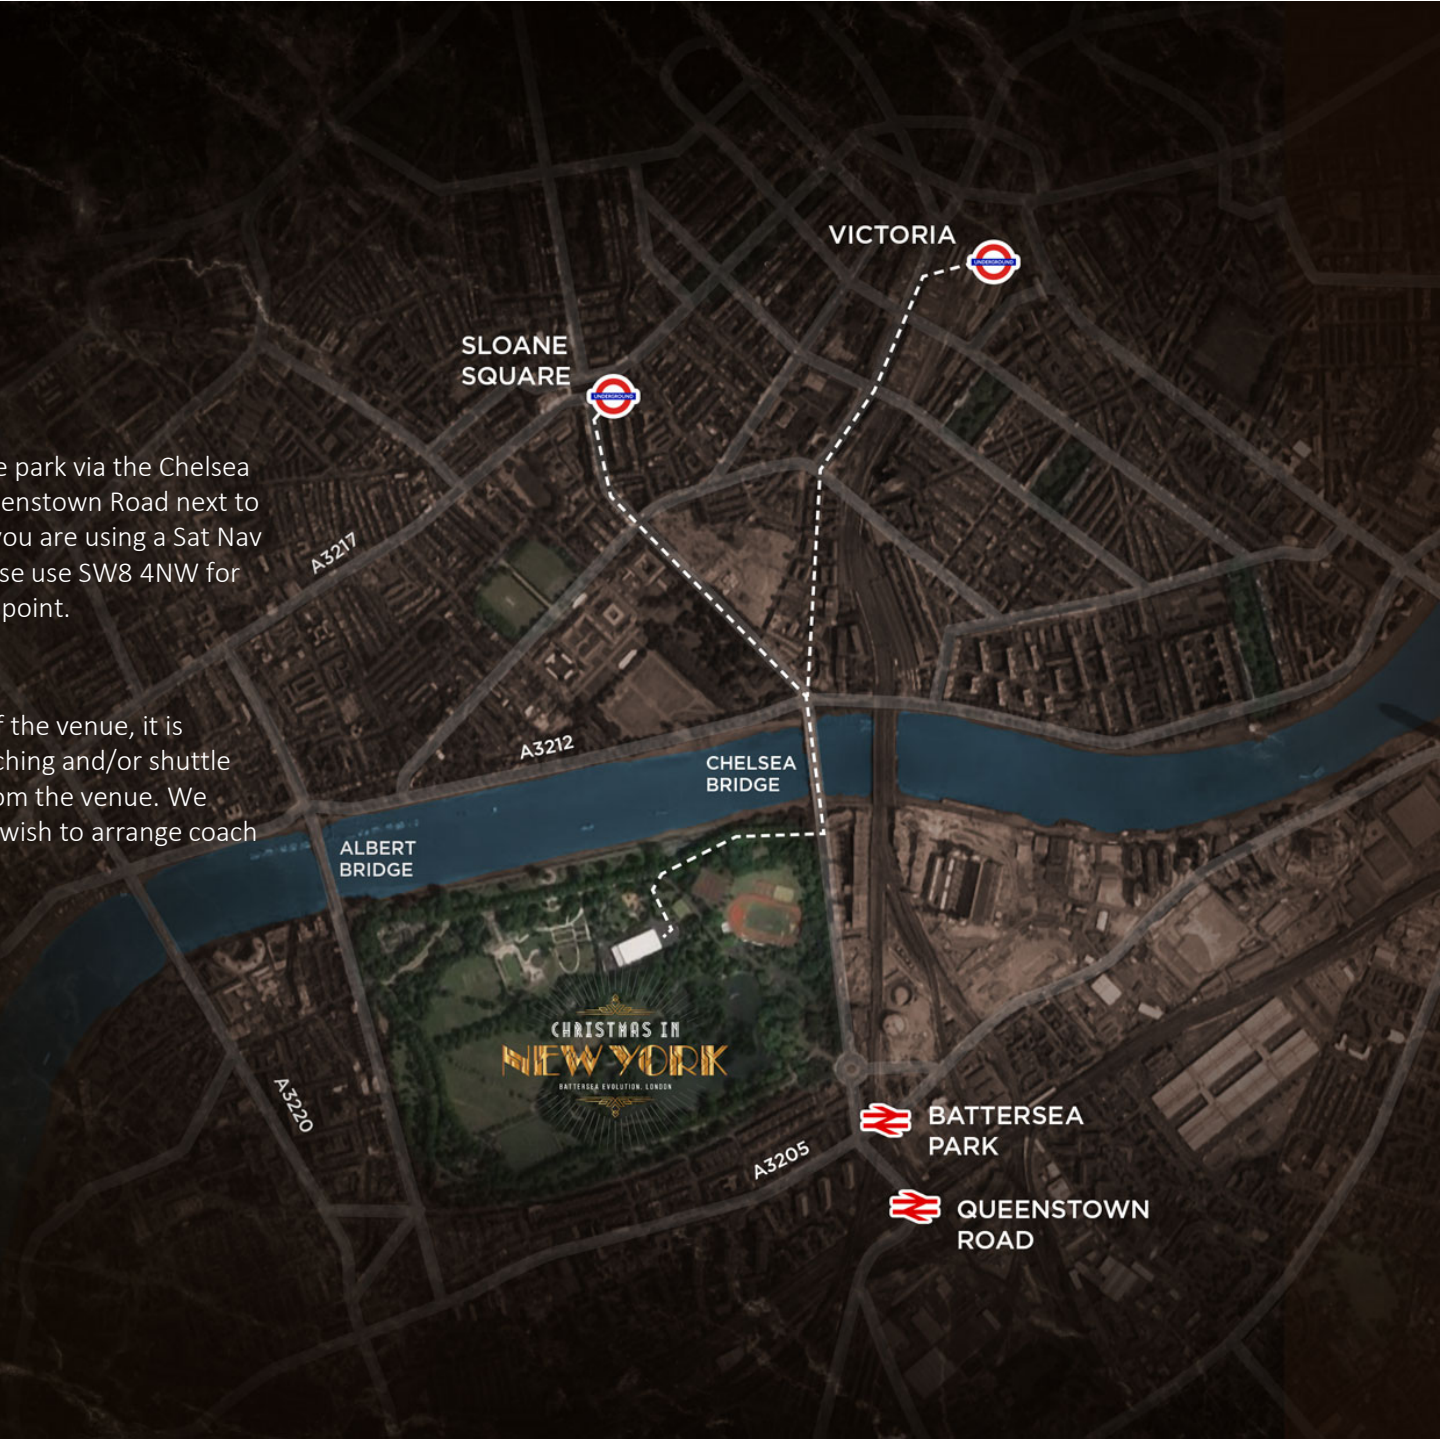 VICTORIA
UNDERGROUND
SLOANE
SQUARE
UNDERGROUND
e park via the Chelsea
enstown Road next to
you are using a Sat Nav
se use SW8 4NW for
point.
A3217
f the venue, it is
ching and/or shuttle
om the venue. We
wish to arrange coach
A3212
CHELSEA
BRIDGE
ALBERT
BRIDGE
CHRISTMAS IN
NEW YORK
BATTERSEA EVOLUTION, LONDON
A3220
A3205
BATTERSEA
PARK
QUEENSTOWN
ROAD